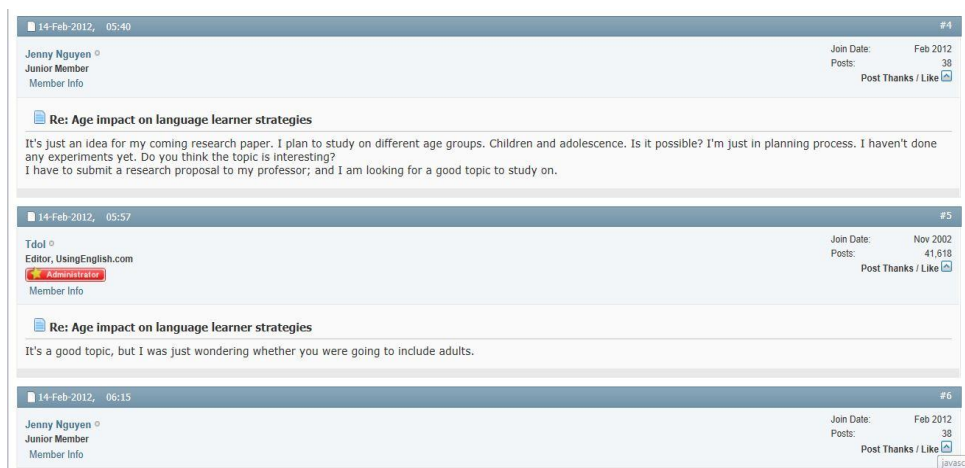 14-Feb-2012, 05:40 #4
Jenny Nguyen
Junior Member
Member Info
Join Date: Feb 2012
Posts: 38
Post Thanks / Like
Re: Age impact on language learner strategies
It's just an idea for my coming research paper. I plan to study on different age groups. Children and adolescence. Is it possible? I'm just in planning process. I haven't done
any experiments yet. Do you think the topic is interesting?
I have to submit a research proposal to my professor; and I am looking for a good topic to study on.
14-Feb-2012, 05:57 #5
Tdol
Editor, UsingEnglish.com
Administrator
Member Info
Join Date: Nov 2002
Posts: 41,618
Post Thanks / Like
Re: Age impact on language learner strategies
It's a good topic, but I was just wondering whether you were going to include adults.
14-Feb-2012, 06:15 #6
Jenny Nguyen
Junior Member
Member Info
Join Date: Feb 2012
Posts: 38
Post Thanks / Like
javasc